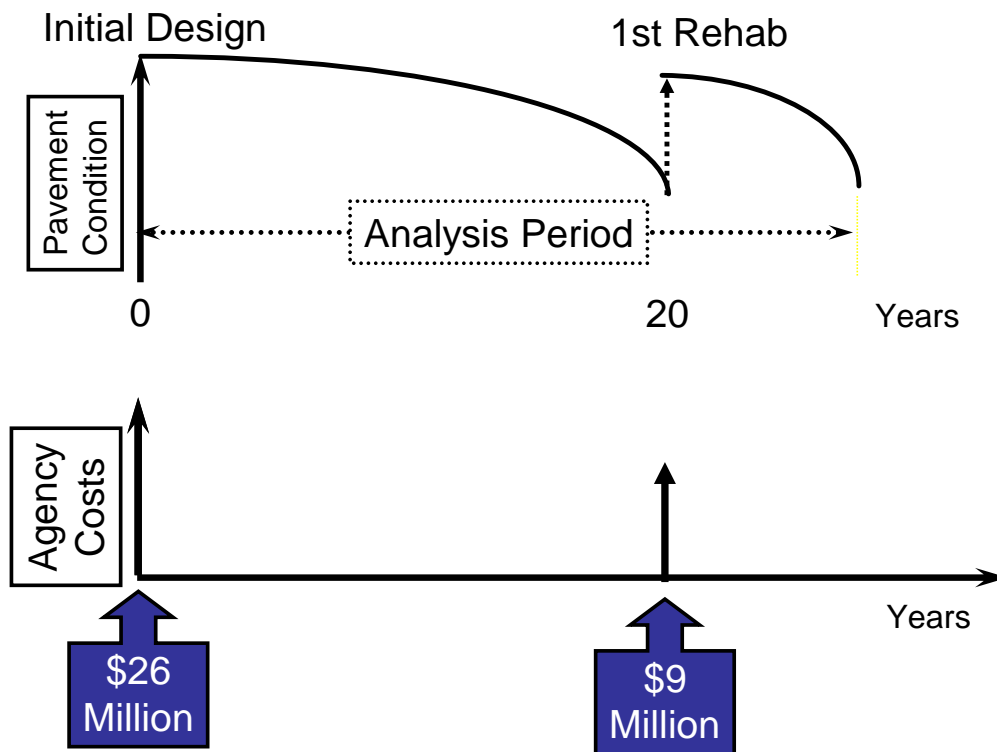 Initial Design
1st Rehab
Pavement
Condition
Analysis Period
0
20
Years
Agency
Costs
Years
$26
Million
$9
Million